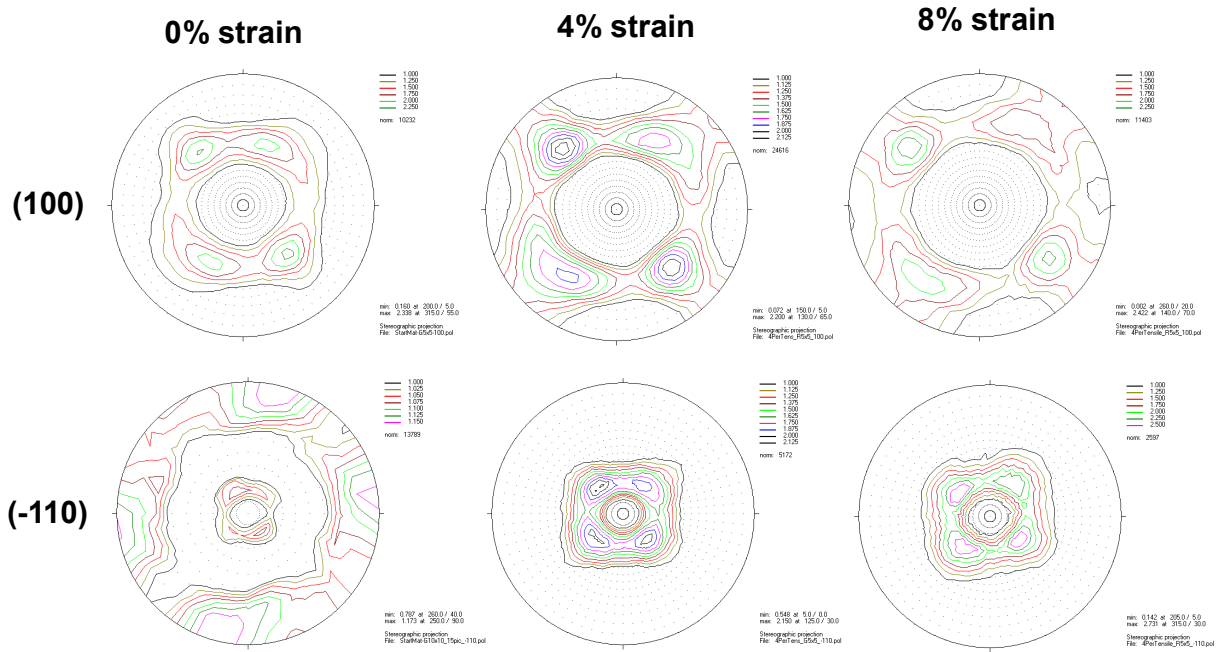 0% strain
4% strain
8% strain
(100)
1.000
1.250
1.500
1.750
2.000
2.250
norm: 10232
min: 0.160 at 200.0 / 5.0
max: 2.338 at 315.0 / 55.0
Stereographic projection
File: StartMat-G5x5-100.pol
1.000
1.125
1.250
1.375
1.500
1.625
1.750
1.875
2.000
2.125
norm: 24616
min: 0.072 at 150.0 / 5.0
max: 2.200 at 130.0 / 65.0
Stereographic projection
File: 4PerTens_R5x5_100.pol
1.000
1.250
1.500
1.750
2.000
2.250
norm: 11403
min: 0.002 at 260.0 / 20.0
max: 2.422 at 140.0 / 70.0
Stereographic projection
File: 4PerTensile_R5x5_100.pol
(-110)
1.000
1.025
1.050
1.075
1.100
1.125
1.150
norm: 13789
min: 0.787 at 260.0 / 40.0
max: 1.173 at 250.0 / 90.0
Stereographic projection
File: StartMat-G10x10_15pic_-110.pol
1.000
1.125
1.250
1.375
1.500
1.625
1.750
1.875
2.000
2.125
norm: 5172
min: 0.548 at 5.0 / 0.0
max: 2.150 at 125.0 / 30.0
Stereographic projection
File: 4PerTens_G5x5_-110.pol
1.000
1.250
1.500
1.750
2.000
2.250
2.500
norm: 2597
min: 0.142 at 205.0 / 5.0
max: 2.731 at 315.0 / 30.0
Stereographic projection
File: 4PerTensile_R5x5_-110.pol